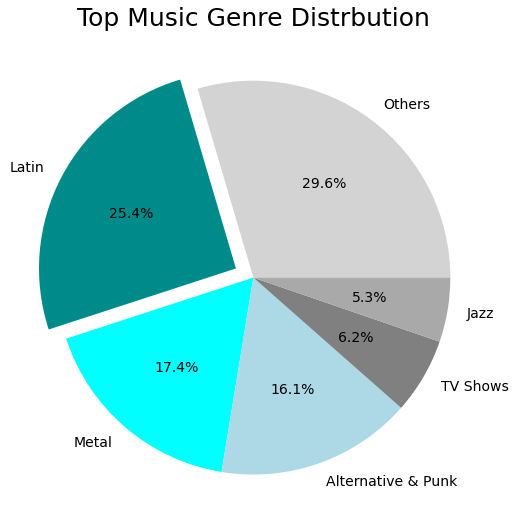 Top Music Genre Distrbution
Others
29.6%
Latin
25.4%
Metal
17.4%
Alternative & Punk
16.1%
TV Shows
6.2%
Jazz
5.3%